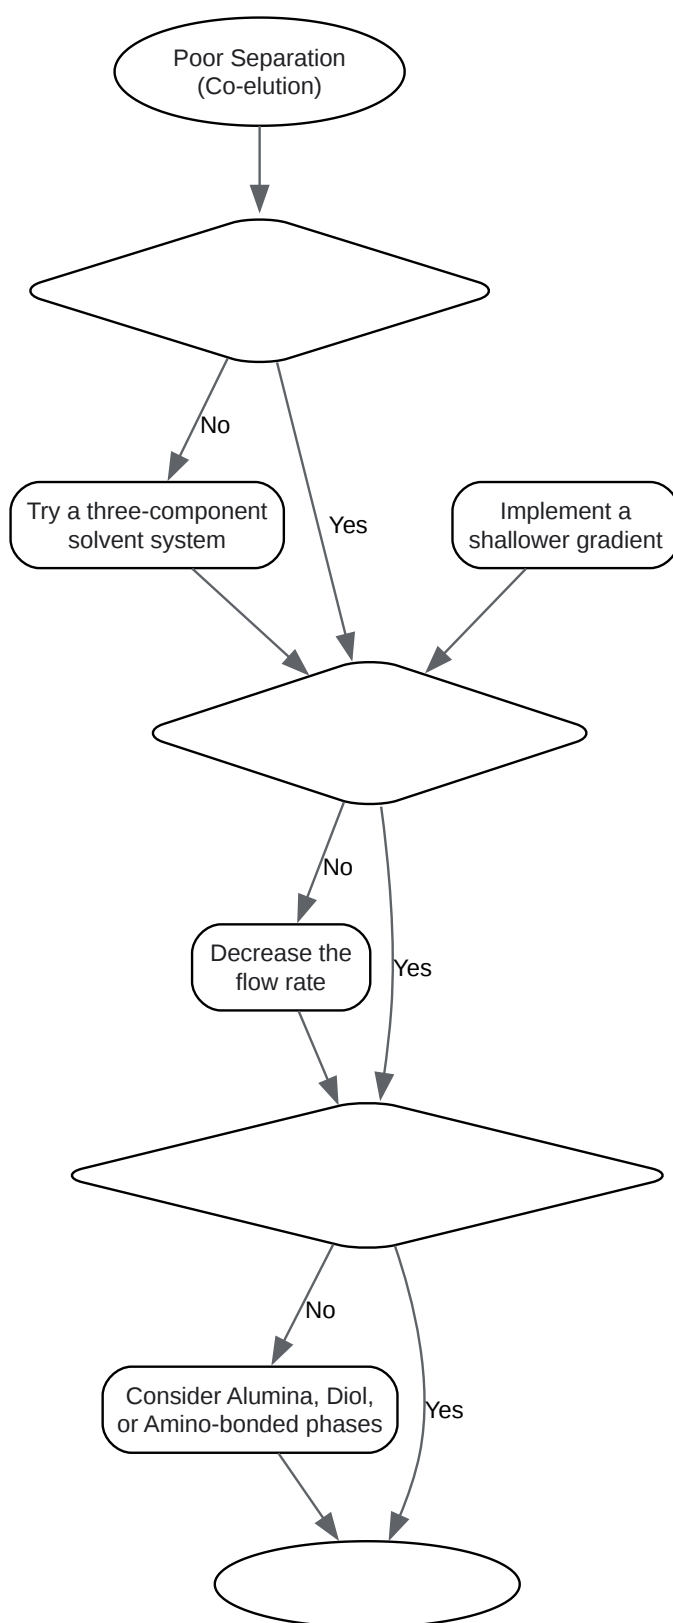 Poor Separation
(Co-elution)
No
Yes
Try a three-component
solvent system
Implement a
shallower gradient
No
Decrease the
flow rate
Yes
No
Consider Alumina, Diol,
or Amino-bonded phases
Yes